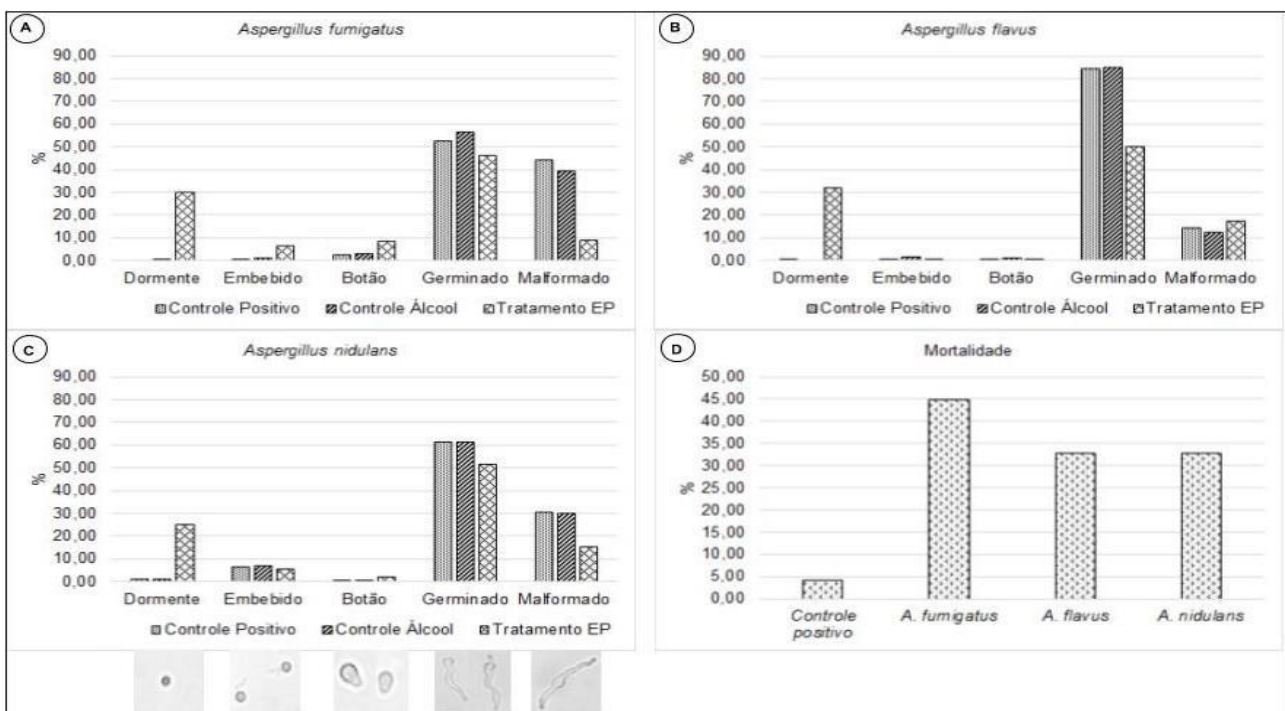 A
Aspergillus fumigatus
90,00
80,00
70,00
60,00
50,00
40,00
30,00
20,00
10,00
0,00
%
Dormente Embebido Botão Germinado Malformado
Controle Positivo Controle Álcool Tratamento EP
B
Aspergillus flavus
90,00
80,00
70,00
60,00
50,00
40,00
30,00
20,00
10,00
0,00
%
Dormente Embebido Botão Germinado Malformado
Controle Positivo Controle Álcool Tratamento EP
C
Aspergillus nidulans
90,00
80,00
70,00
60,00
50,00
40,00
30,00
20,00
10,00
0,00
%
Dormente Embebido Botão Germinado Malformado
Controle Positivo Controle Álcool Tratamento EP
D
Mortalidade
50,00
45,00
40,00
35,00
30,00
25,00
20,00
15,00
10,00
5,00
0,00
%
Controle A. fumigatus A. flavus A. nidulans
positivo